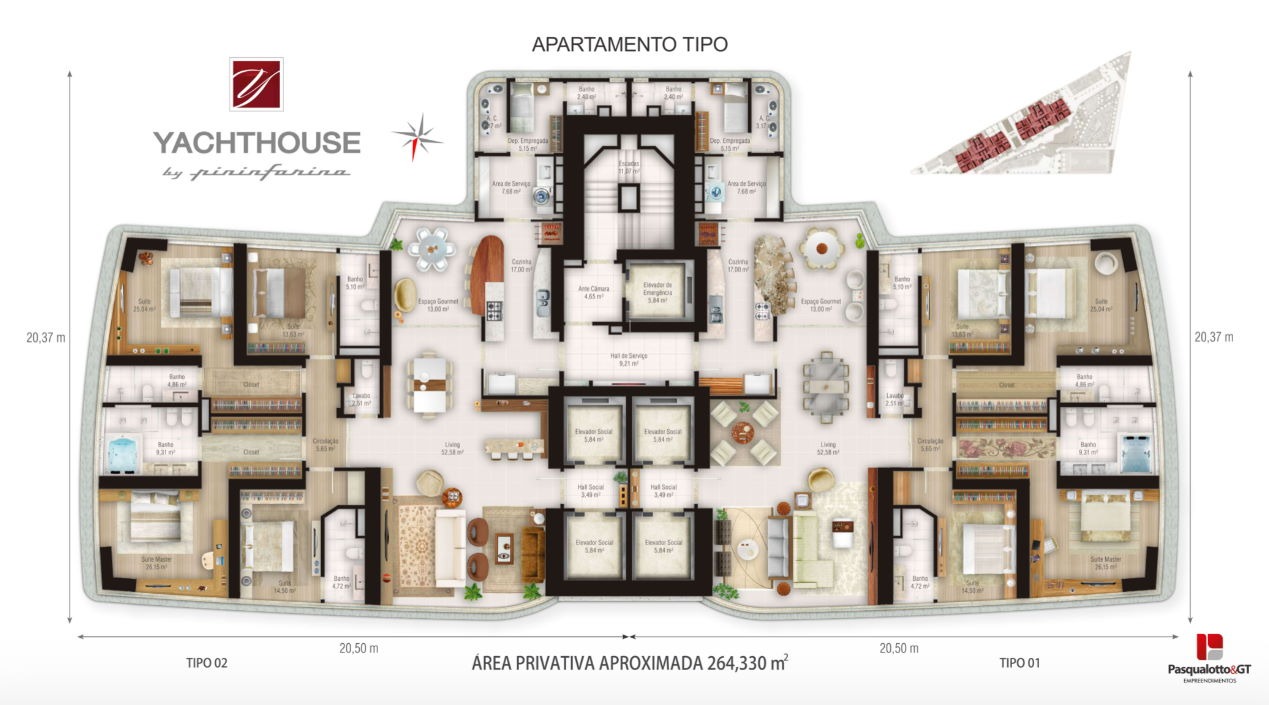 APARTAMENTO TIPO
YACHTHOUSE
by pininfarina
20,37 m
20,37 m
Banho
2,40 m²
Banho
2,40 m²
A. C.
A. C.
3,17
Dep. Empregada
5,15 m²
Dep. Empregada
5,15 m²
Escadas
11,07 m²
Área de Serviço
7,68 m²
Área de Serviço
7,68 m²
Suíte
25,04 m²
Suíte
13,63 m²
Banho
5,10 m²
Espaço Gourmet
13,00 m²
Cozinha
17,00 m²
Ante Câmara
4,65 m²
Elevador de
Emergência
5,84 m²
Cozinha
17,00 m²
Espaço Gourmet
13,00 m²
Banho
5,10 m²
Suíte
13,63 m²
Suíte
25,04 m²
Hall de Serviço
9,21 m²
Banho
4,86 m²
Closet
Lavabo
2,51 m²
Lavabo
2,51 m²
Closet
Banho
4,86 m²
Banho
9,31 m²
Closet
Circulação
5,60 m²
Living
52,58 m²
Elevador Social
5,84 m²
Elevador Social
5,84 m²
Living
52,58 m²
Circulação
5,60 m²
Banho
9,31 m²
Hall Social
3,49 m²
Hall Social
3,49 m²
Suíte Master
26,15 m²
Suíte
14,50 m²
Banho
4,72 m²
Elevador Social
5,84 m²
Elevador Social
5,84 m²
Banho
4,72 m²
Suíte
14,50 m²
Suíte Master
26,15 m²
20,50 m
20,50 m
TIPO 02
ÁREA PRIVATIVA APROXIMADA 264,330 m²
TIPO 01
Pasqualotto&GT
EMPREENDIMENTOS